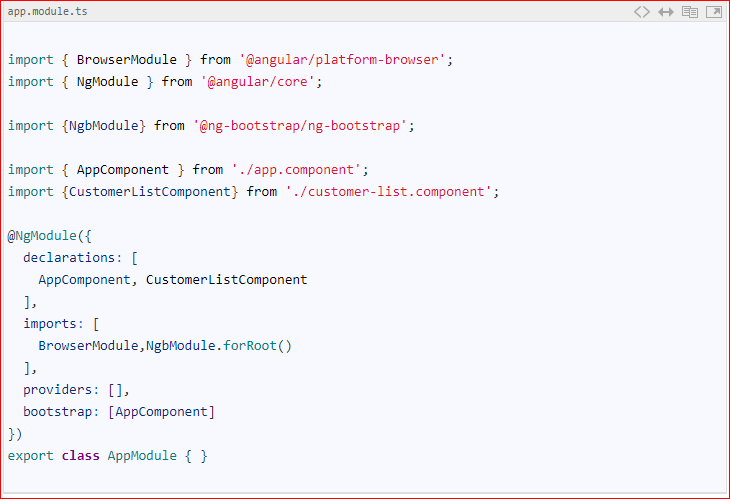 app.module.ts
import { BrowserModule } from '@angular/platform-browser';
import { NgModule } from '@angular/core';
import {NgbModule} from '@ng-bootstrap/ng-bootstrap';
import { AppComponent } from './app.component';
import {CustomerListComponent} from './customer-list.component';
@NgModule({
  declarations: [
    AppComponent, CustomerListComponent
  ],
  imports: [
    BrowserModule,NgbModule.forRoot()
  ],
  providers: [],
  bootstrap: [AppComponent]
})
export class AppModule { }